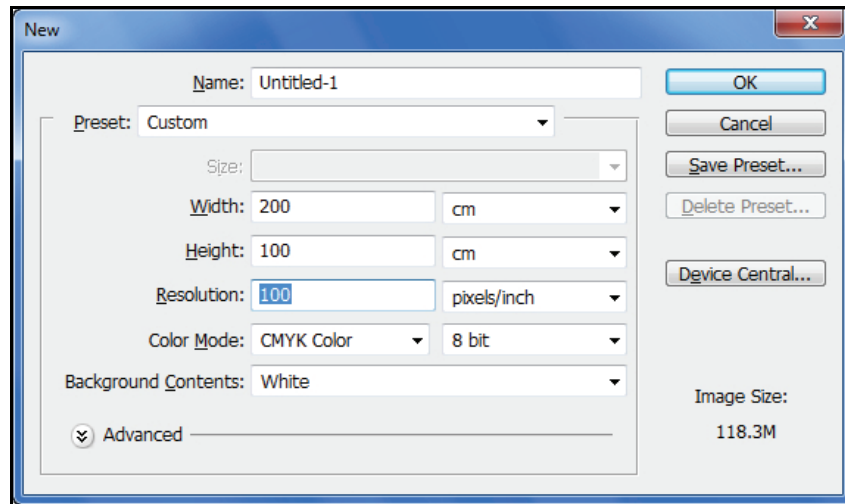 New
Name: Untitled-1
OK
Preset: Custom
Cancel
Size:
Save Preset...
Width: 200 cm
Delete Preset...
Height: 100 cm
Device Central...
Resolution: 100 pixels/inch
Color Mode: CMYK Color 8 bit
Background Contents: White
Image Size:
Advanced
118.3M